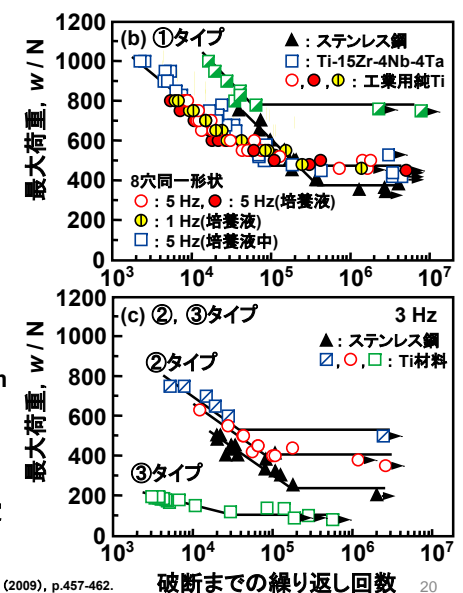 1200
1000
800
600
400
200
0
最大荷重, w / N
(b) ①タイプ
▲ : ステンレス鋼
□ : Ti-15Zr-4Nb-4Ta
○, ●, ⦶ : 工業用純Ti
8穴同一形状
○ : 5 Hz, ● : 5 Hz(培養液)
⦶ : 1 Hz(培養液)
□ : 5 Hz(培養液中)
10³ 10⁴ 10⁵ 10⁶ 10⁷
1200
1000
800
600
400
200
0
最大荷重, w / N
(c) ②, ③タイプ 3 Hz
▲ : ステンレス鋼
□, ○, □ : Ti材料
②タイプ
③タイプ
10³ 10⁴ 10⁵ 10⁶ 10⁷
破断までの繰り返し回数
(2009), p.457-462.
20